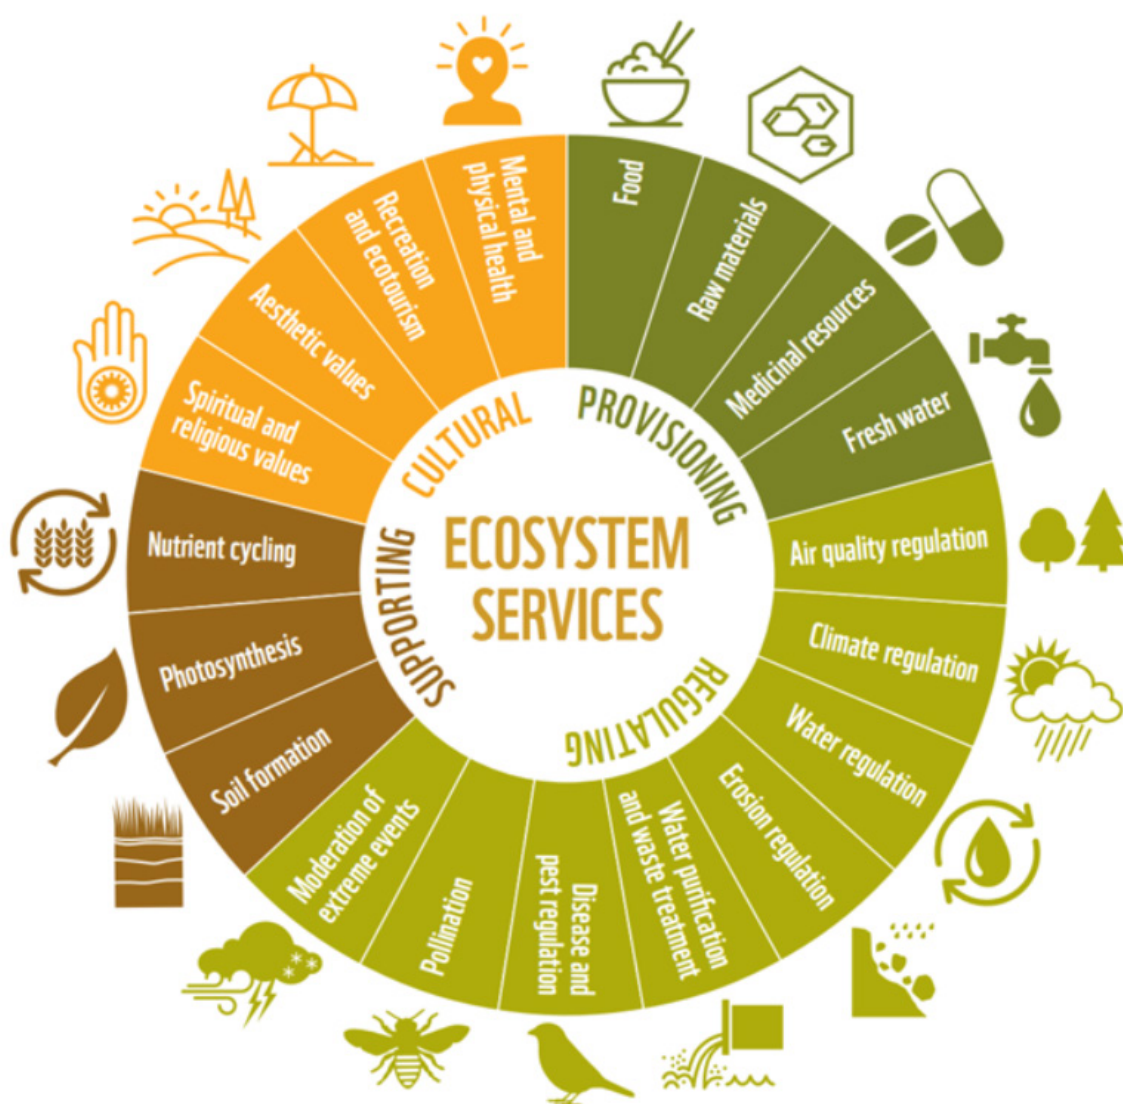 ECOSYSTEM
SERVICES
PROVISIONING
Food
Raw materials
Medicinal resources
Fresh water
REGULATING
Air quality regulation
Climate regulation
Water regulation
Erosion regulation
Water purification
and waste treatment
Disease and
pest regulation
Pollination
Moderation of
extreme events
SUPPORTING
Soil formation
Photosynthesis
Nutrient cycling
CULTURAL
Spiritual and
religious values
Aesthetic values
Recreation
and ecotourism
Mental and
physical health